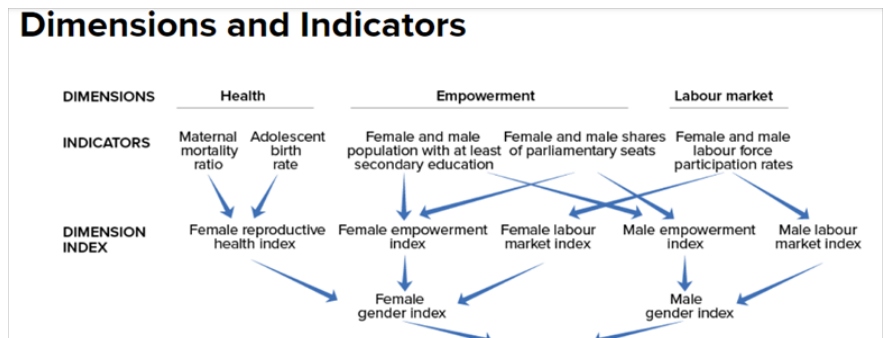 Dimensions and Indicators
DIMENSIONS Health Empowerment Labour market
INDICATORS
Maternal
mortality
ratio
Adolescent
birth
rate
Female and male
population with at least
secondary education
Female and male shares
of parliamentary seats
Female and male
labour force
participation rates
DIMENSION
INDEX
Female reproductive
health index
Female empowerment
index
Female labour
market index
Male empowerment
index
Male labour
market index
Female
gender index
Male
gender index